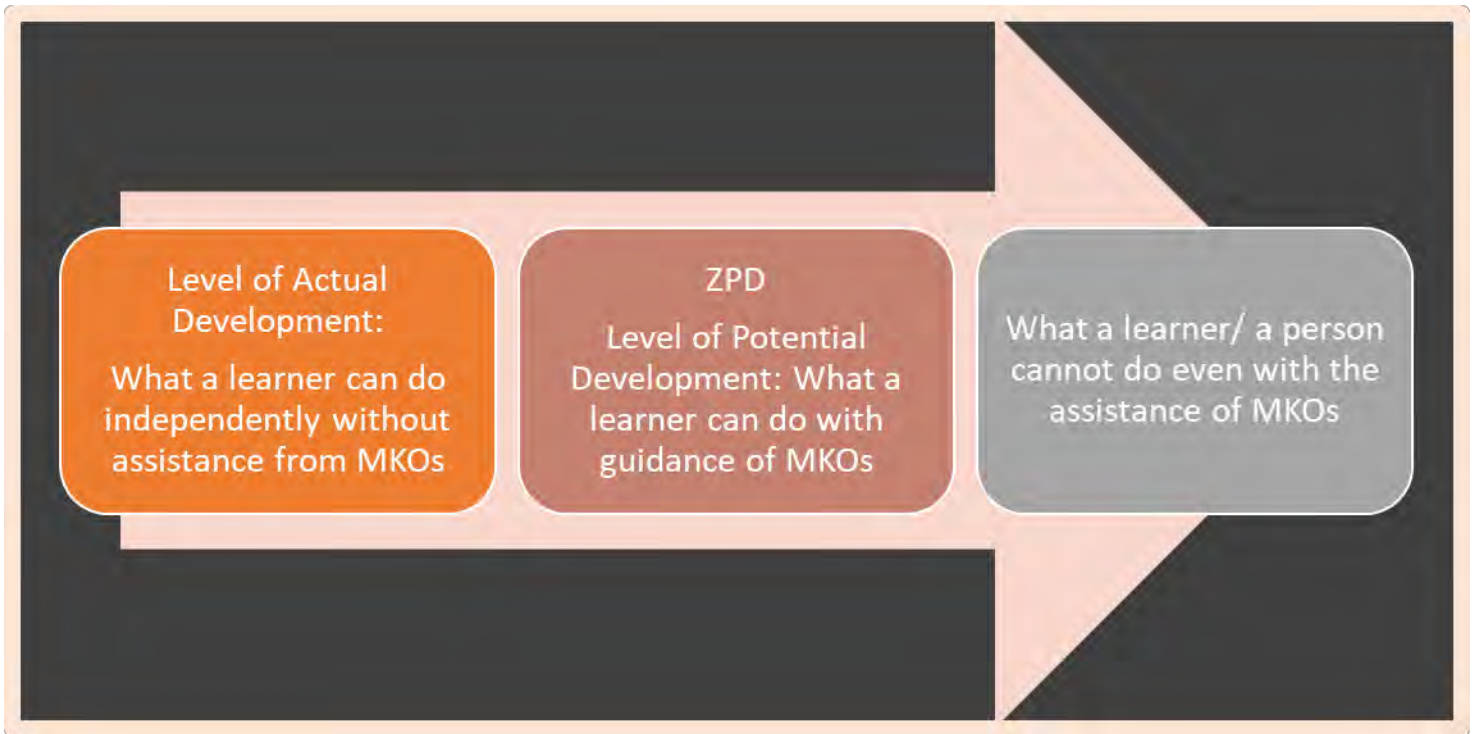 Level of Actual
Development:
What a learner can do
independently without
assistance from MKOs
ZPD
Level of Potential
Development: What a
learner can do with
guidance of MKOs
What a learner/ a person
cannot do even with the
assistance of MKOs